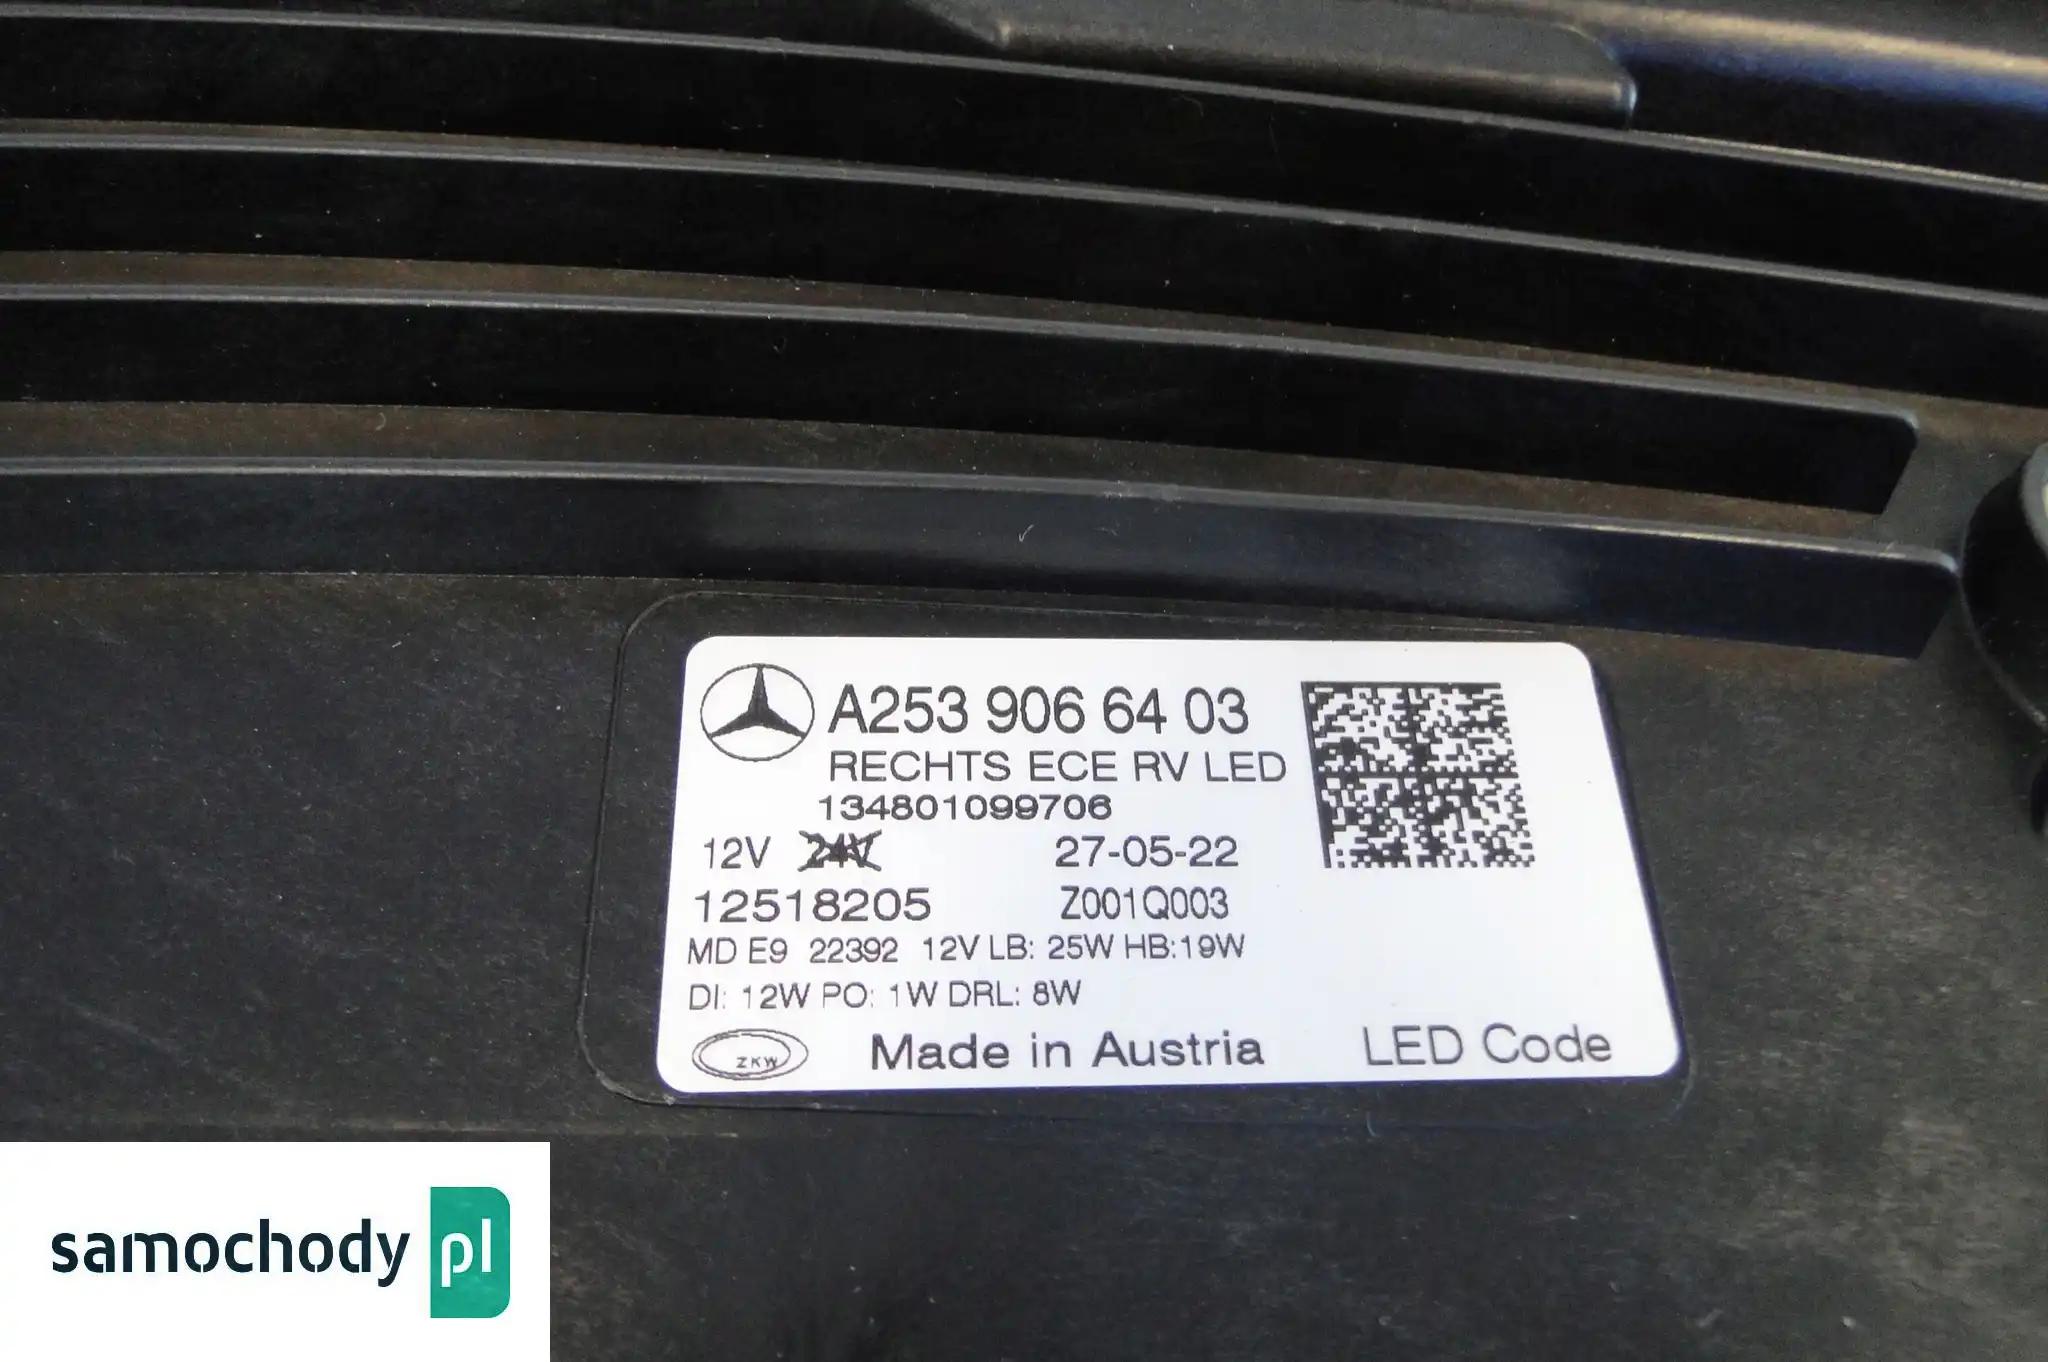 A253 906 64 03
RECHTS ECE RV LED
134801099706
12V 24V 27-05-22
12518205 Z001Q003
MD E9 22392 12V LB: 25W HB:19W
DI: 12W PO: 1W DRL: 8W
ZKW Made in Austria LED Code
samochody pl